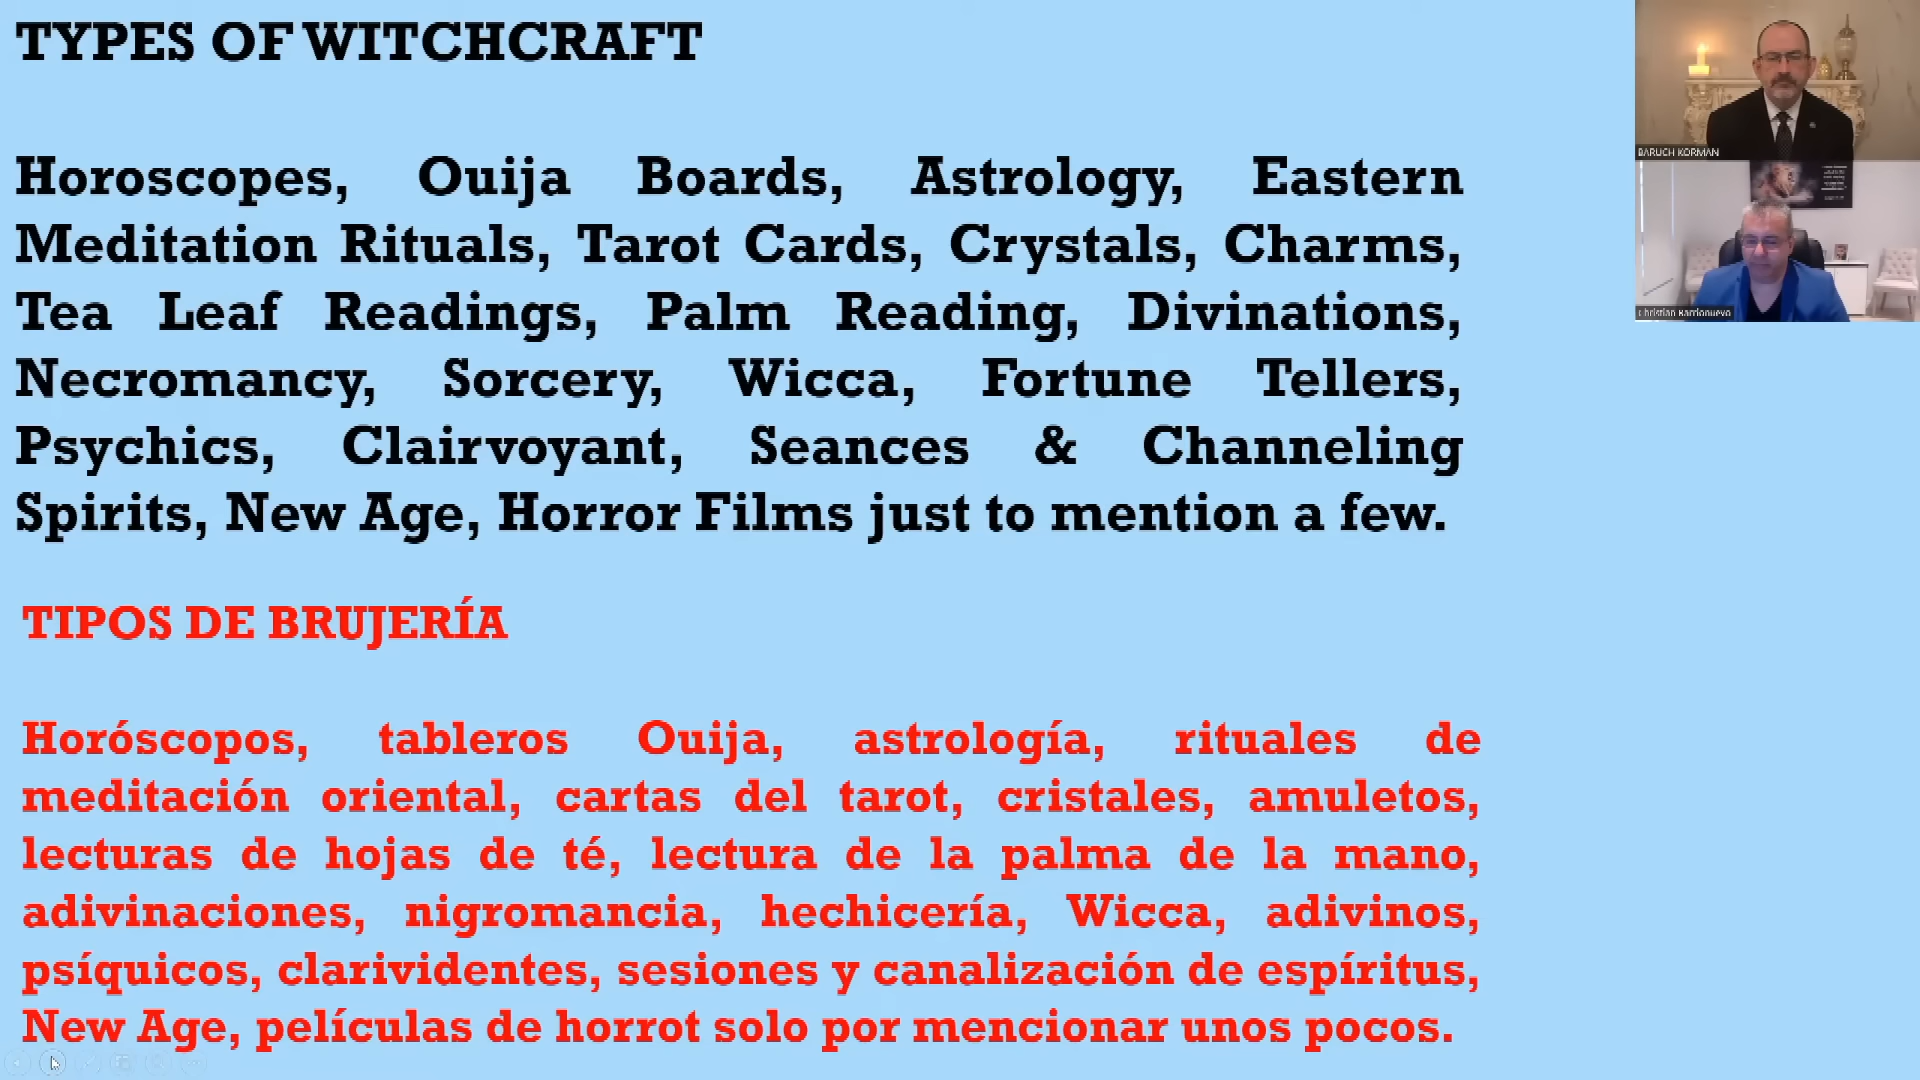 TYPES OF WITCHCRAFT
Horoscopes, Ouija Boards, Astrology, Eastern
Meditation Rituals, Tarot Cards, Crystals, Charms,
Tea Leaf Readings, Palm Reading, Divinations,
Necromancy, Sorcery, Wicca, Fortune Tellers,
Psychics, Clairvoyant, Seances & Channeling
Spirits, New Age, Horror Films just to mention a few.
TIPOS DE BRUJERÍA
Horóscopos, tableros Ouija, astrología, rituales de
meditación oriental, cartas del tarot, cristales, amuletos,
lecturas de hojas de té, lectura de la palma de la mano,
adivinaciones, nigromancia, hechicería, Wicca, adivinos,
psíquicos, clarividentes, sesiones y canalización de espíritus,
New Age, películas de horrot solo por mencionar unos pocos.
BARUCH KORMAN
Christian Barrionuevo